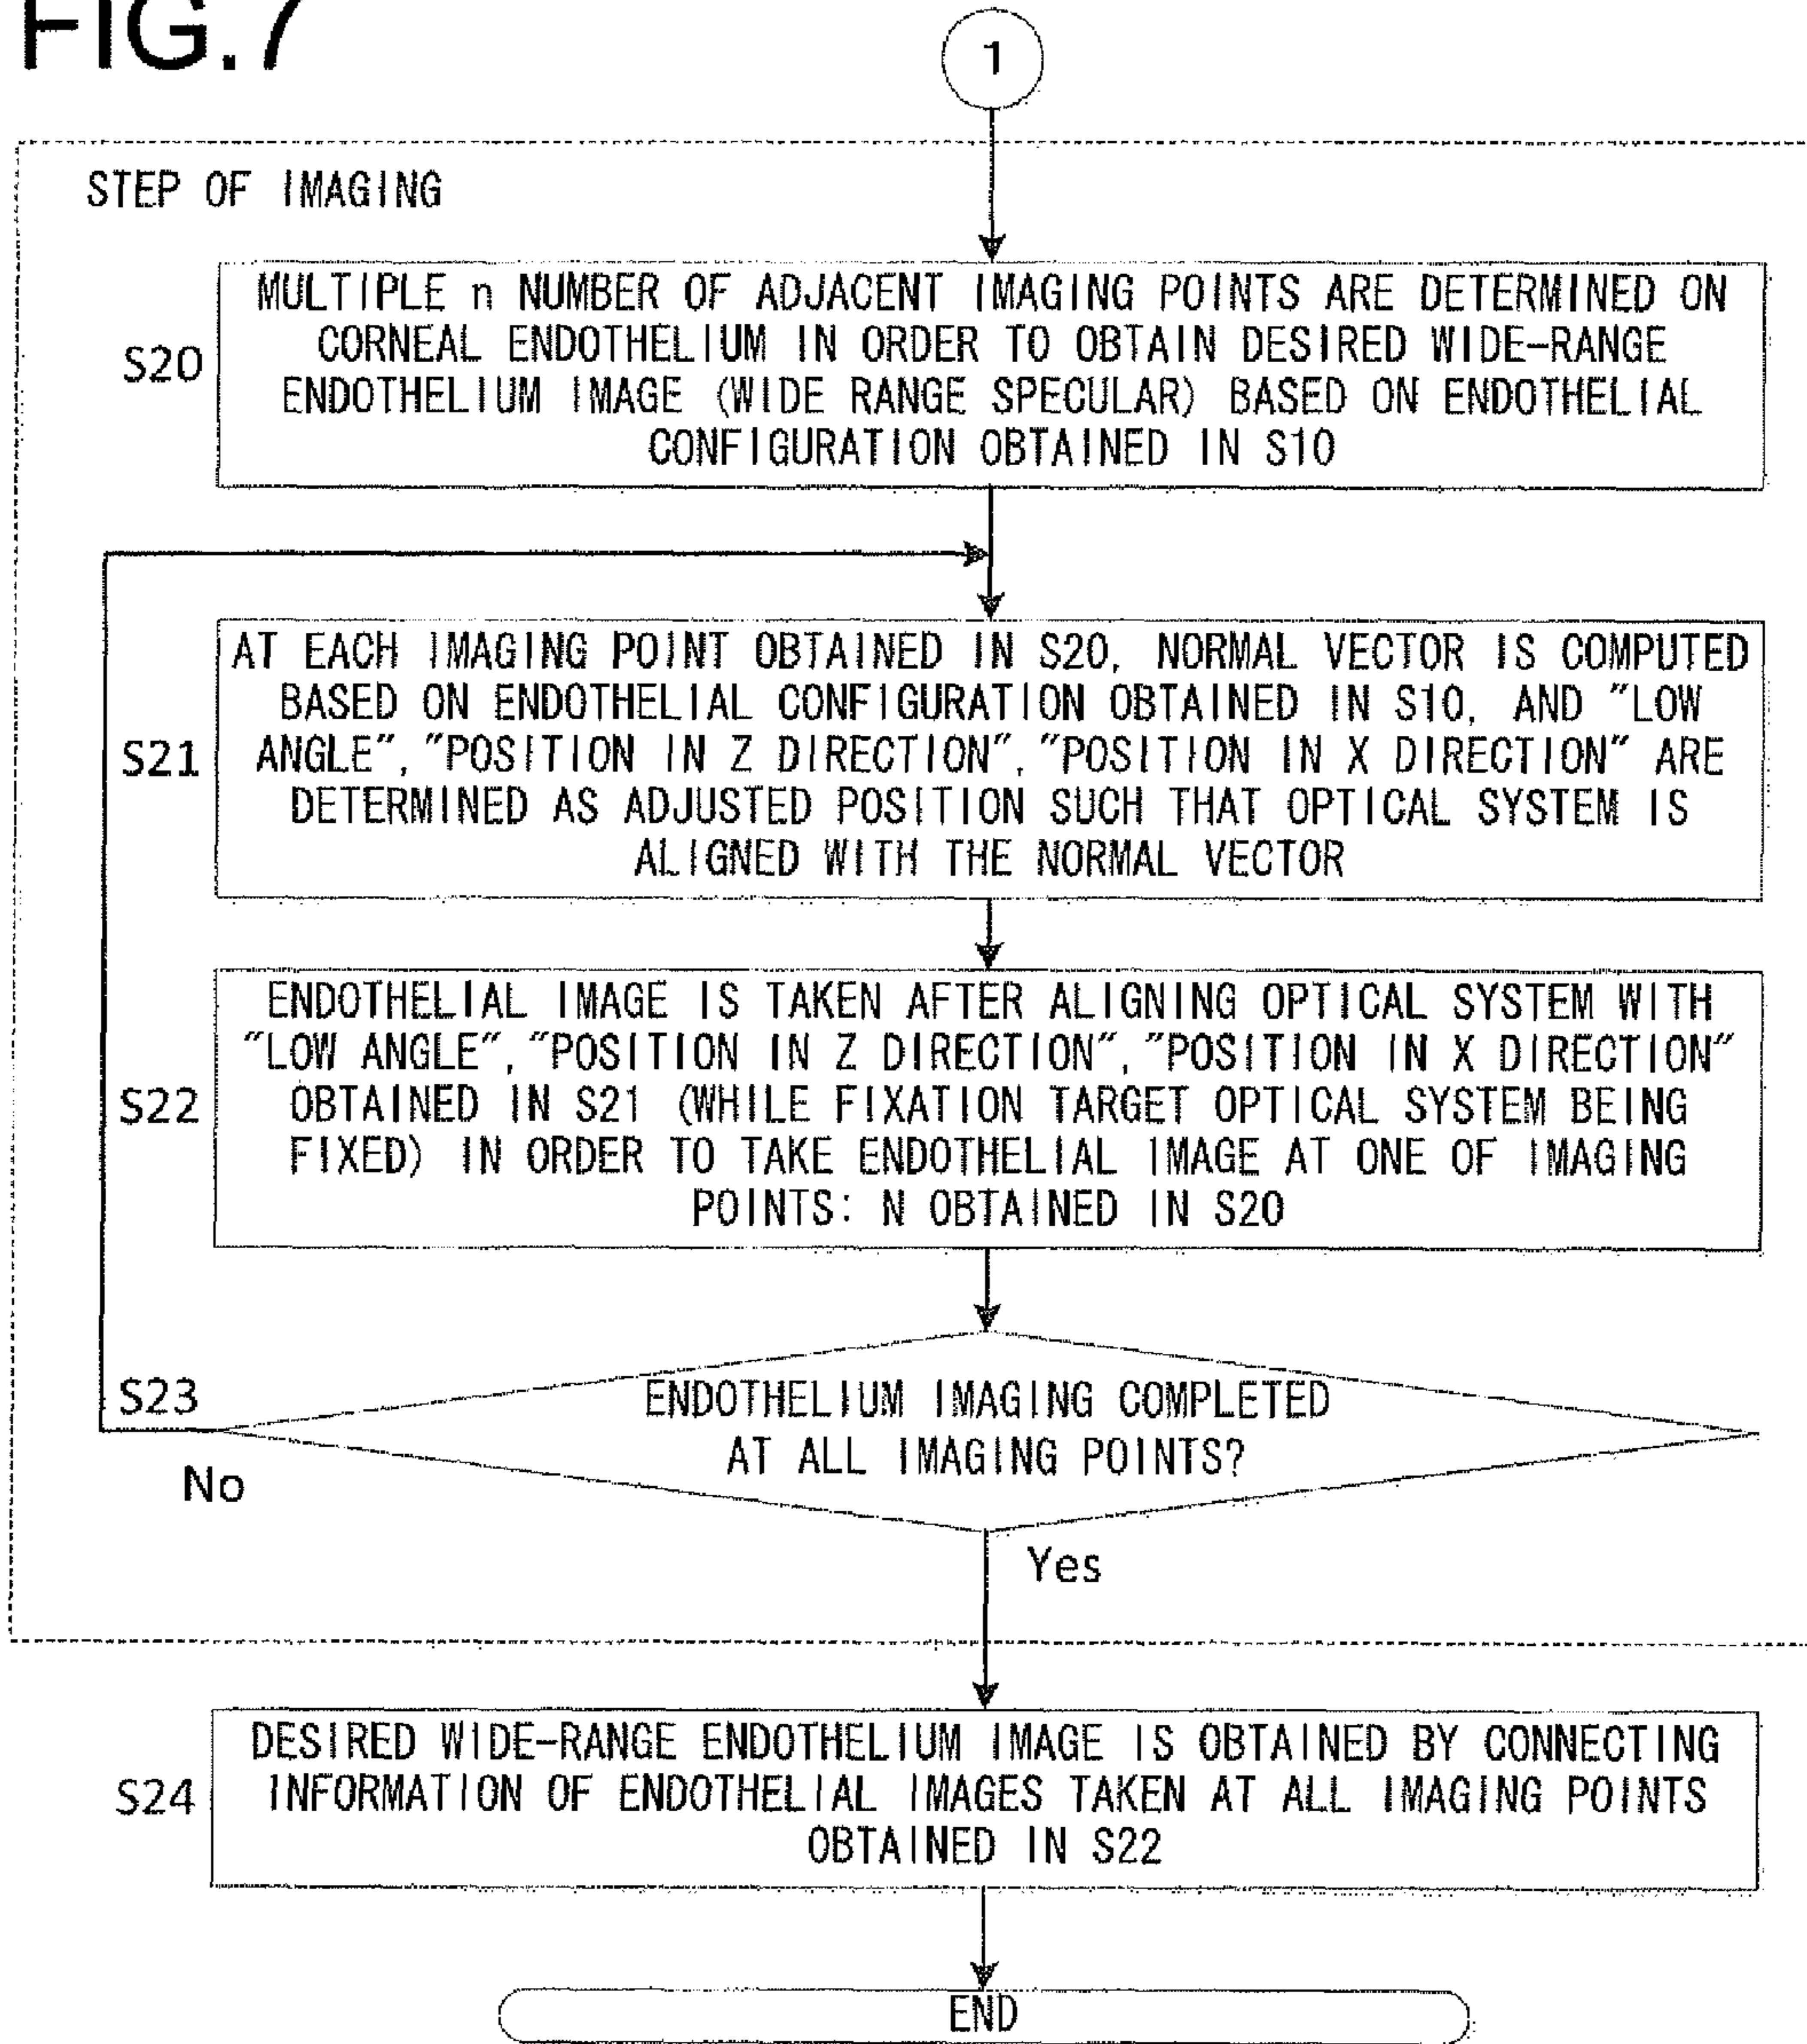 FIG.7
1
STEP OF IMAGING
S20
MULTIPLE n NUMBER OF ADJACENT IMAGING POINTS ARE DETERMINED ON
CORNEAL ENDOTHELIUM IN ORDER TO OBTAIN DESIRED WIDE-RANGE
ENDOTHELIUM IMAGE (WIDE RANGE SPECULAR) BASED ON ENDOTHELIAL
CONFIGURATION OBTAINED IN S10
S21
AT EACH IMAGING POINT OBTAINED IN S20, NORMAL VECTOR IS COMPUTED
BASED ON ENDOTHELIAL CONFIGURATION OBTAINED IN S10, AND "LOW
ANGLE", "POSITION IN Z DIRECTION", "POSITION IN X DIRECTION" ARE
DETERMINED AS ADJUSTED POSITION SUCH THAT OPTICAL SYSTEM IS
ALIGNED WITH THE NORMAL VECTOR
S22
ENDOTHELIAL IMAGE IS TAKEN AFTER ALIGNING OPTICAL SYSTEM WITH
"LOW ANGLE", "POSITION IN Z DIRECTION", "POSITION IN X DIRECTION"
OBTAINED IN S21 (WHILE FIXATION TARGET OPTICAL SYSTEM BEING
FIXED) IN ORDER TO TAKE ENDOTHELIAL IMAGE AT ONE OF IMAGING
POINTS: N OBTAINED IN S20
S23
ENDOTHELIUM IMAGING COMPLETED
AT ALL IMAGING POINTS?
No
Yes
S24
DESIRED WIDE-RANGE ENDOTHELIUM IMAGE IS OBTAINED BY CONNECTING
INFORMATION OF ENDOTHELIAL IMAGES TAKEN AT ALL IMAGING POINTS
OBTAINED IN S22
END